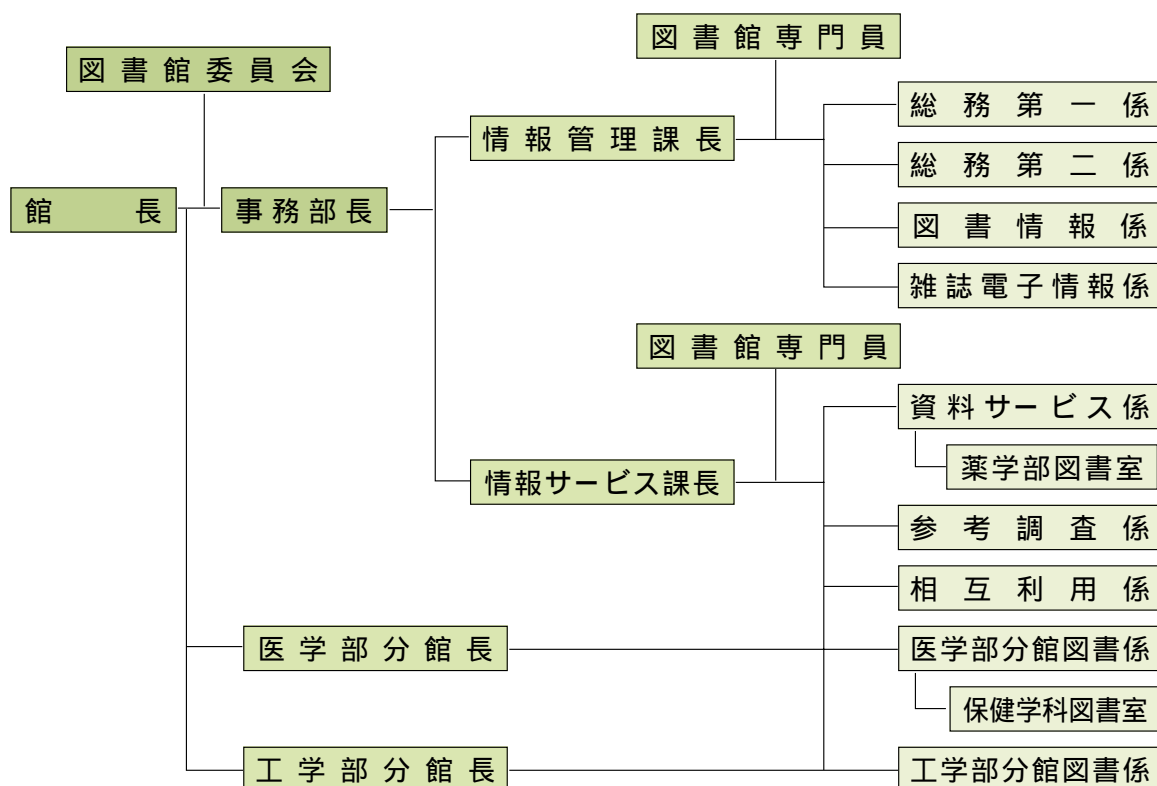 図書館専門員
図書館委員会
総務第一係
情報管理課長
総務第二係
館長
事務部長
図書情報係
雑誌電子情報係
図書館専門員
資料サービス係
薬学部図書室
情報サービス課長
参考調査係
相互利用係
医学部分館長
医学部分館図書係
保健学科図書室
工学部分館長
工学部分館図書係